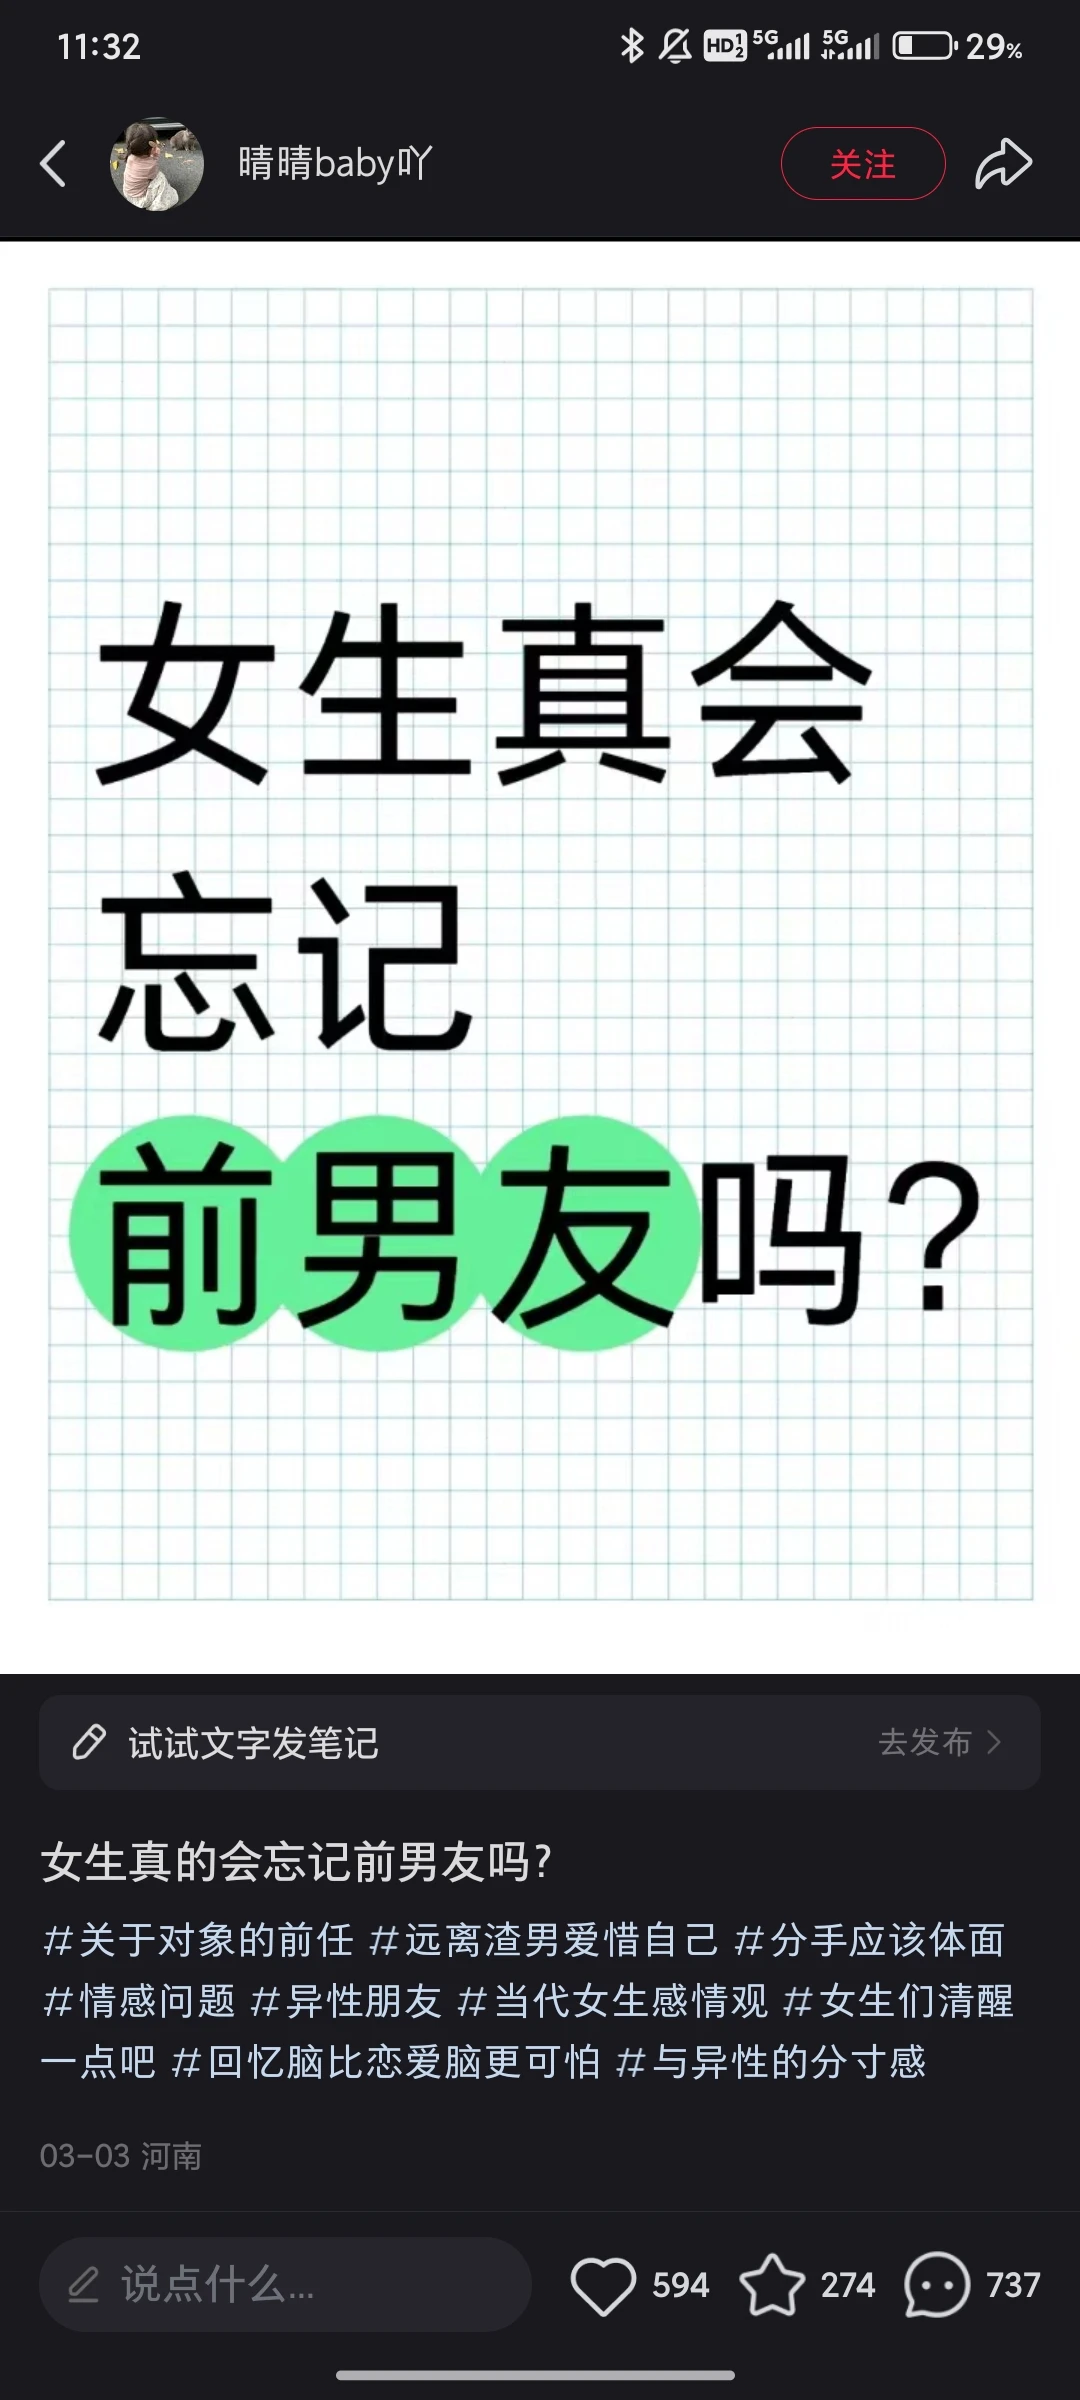 11:32
HD 1 2 5G 5G 29%
晴晴baby吖 关注
女生真会
忘记
前男友吗?
试试文字发笔记 去发布
女生真的会忘记前男友吗?
#关于对象的前任 #远离渣男爱惜自己 #分手应该体面
#情感问题 #异性朋友 #当代女生感情观 #女生们清醒
一点吧 #回忆脑比恋爱脑更可怕 #与异性的分寸感
03-03 河南
说点什么... 594 274 737